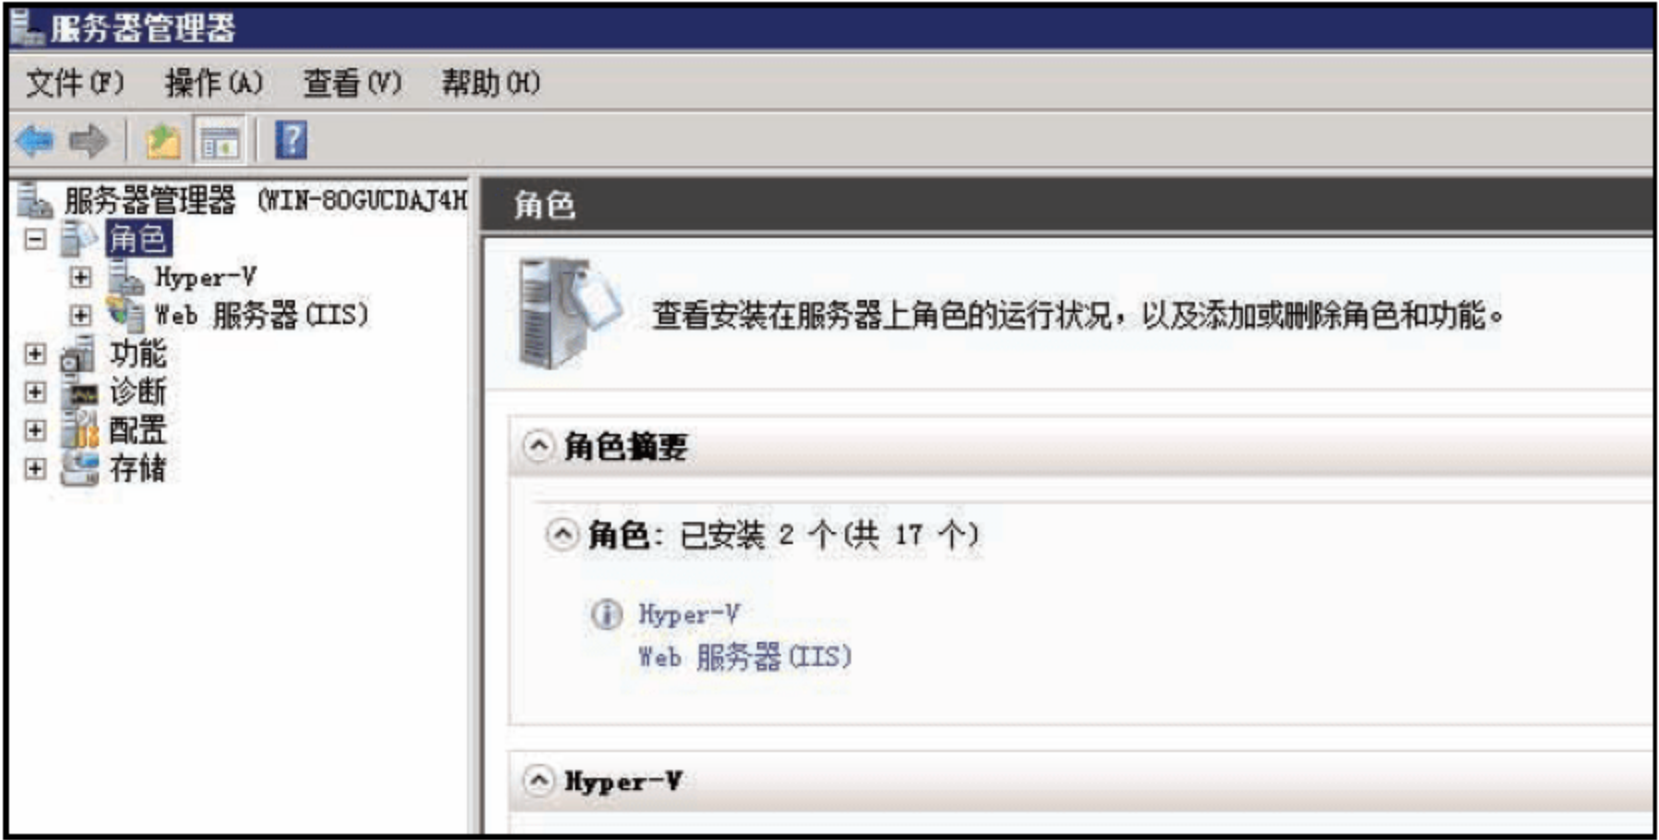 服务器管理器
文件(F) 操作(A) 查看(V) 帮助(H)
服务器管理器 (WIN-80GUCDAJ4H
角色
Hyper-V
Web 服务器(IIS)
功能
诊断
配置
存储
角色
查看安装在服务器上角色的运行状况，以及添加或删除角色和功能。
角色摘要
角色: 已安装 2 个(共 17 个)
Hyper-V
Web 服务器(IIS)
Hyper-V